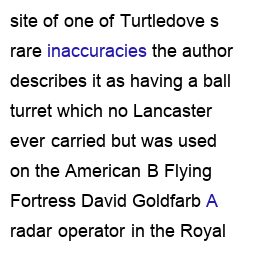 site of one of Turtledove s
rare inaccuracies the author
describes it as having a ball
turret which no Lancaster
ever carried but was used
on the American B Flying
Fortress David Goldfarb A
radar operator in the Royal